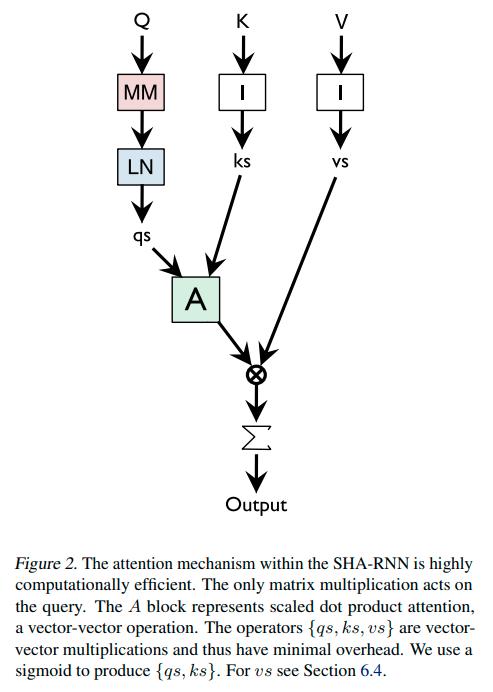 Q K V
MM I I
LN ks vs
qs
A
⊗
∑
Output
Figure 2. The attention mechanism within the SHA-RNN is highly
computationally efficient. The only matrix multiplication acts on
the query. The A block represents scaled dot product attention,
a vector-vector operation. The operators {qs, ks, vs} are vector-
vector multiplications and thus have minimal overhead. We use a
sigmoid to produce {qs, ks}. For vs see Section 6.4.